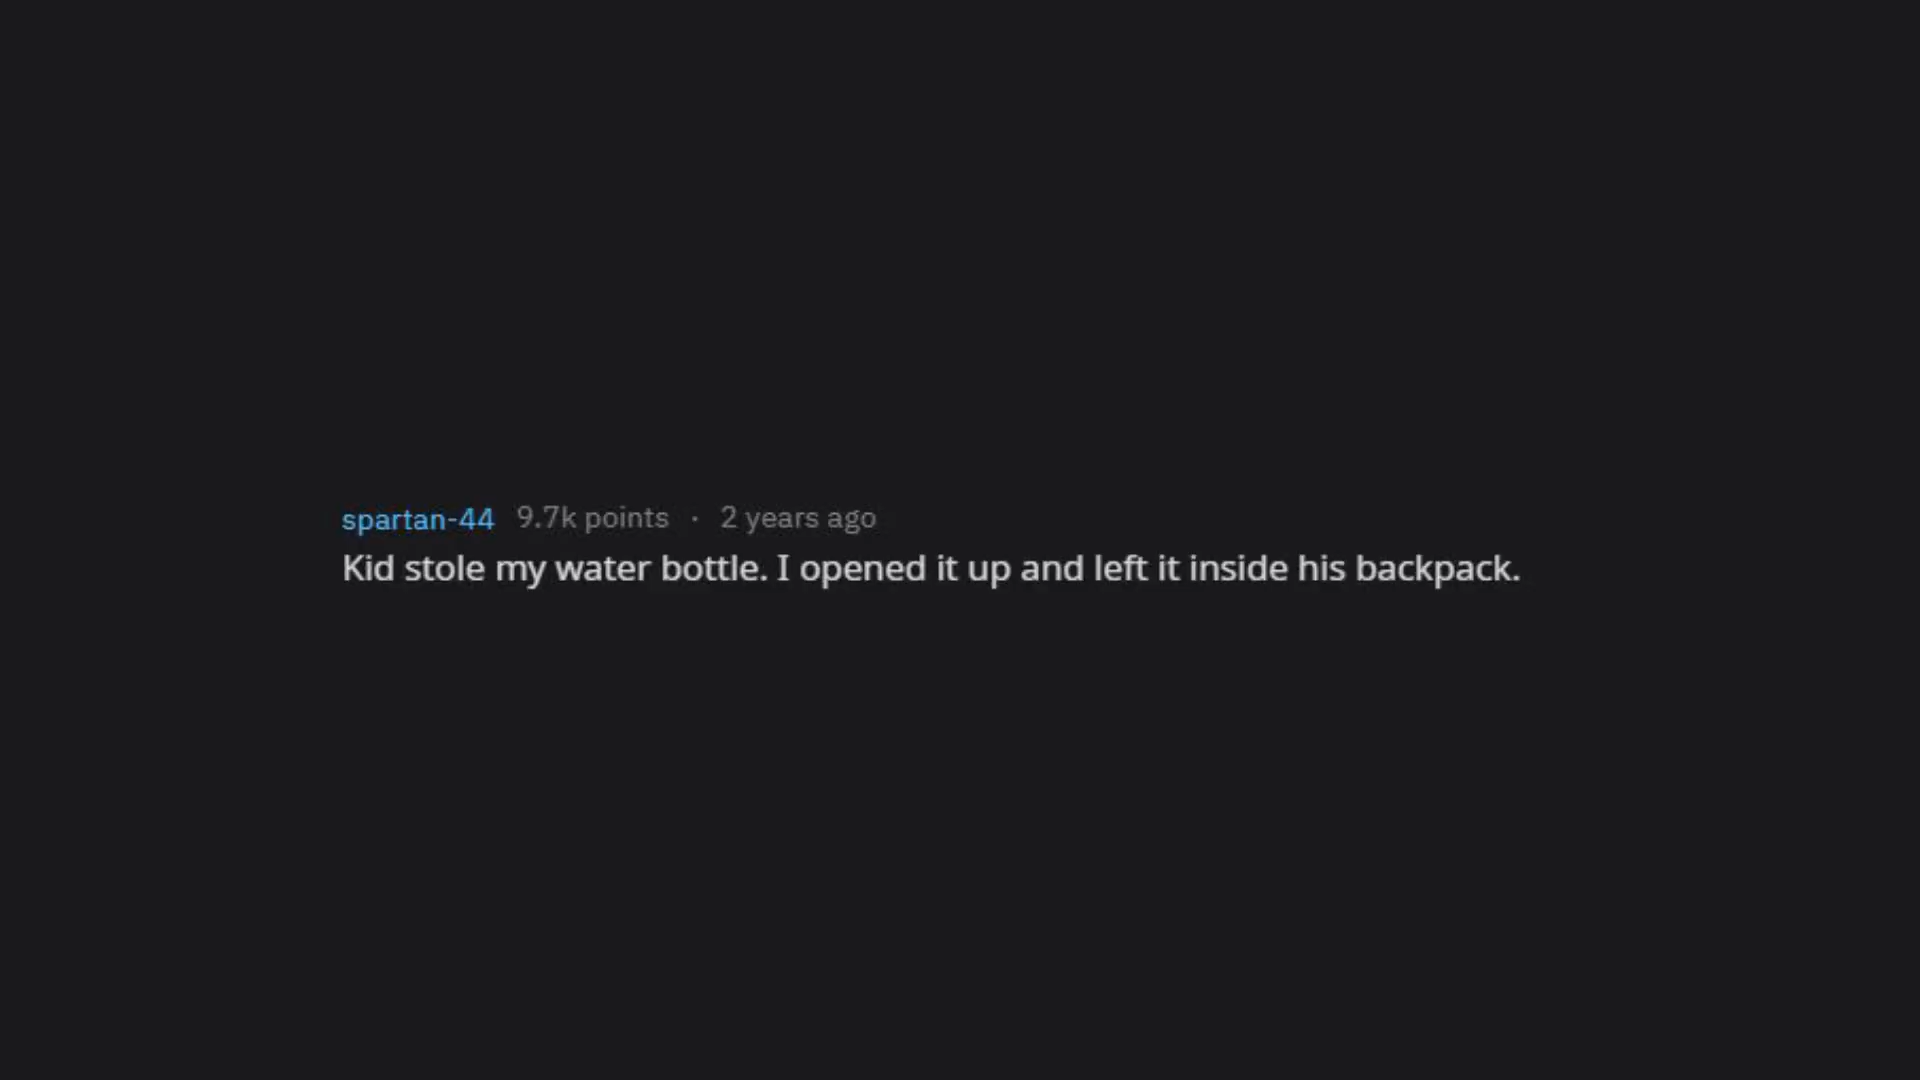 spartan-44 9.7k points · 2 years ago
Kid stole my water bottle. I opened it up and left it inside his backpack.